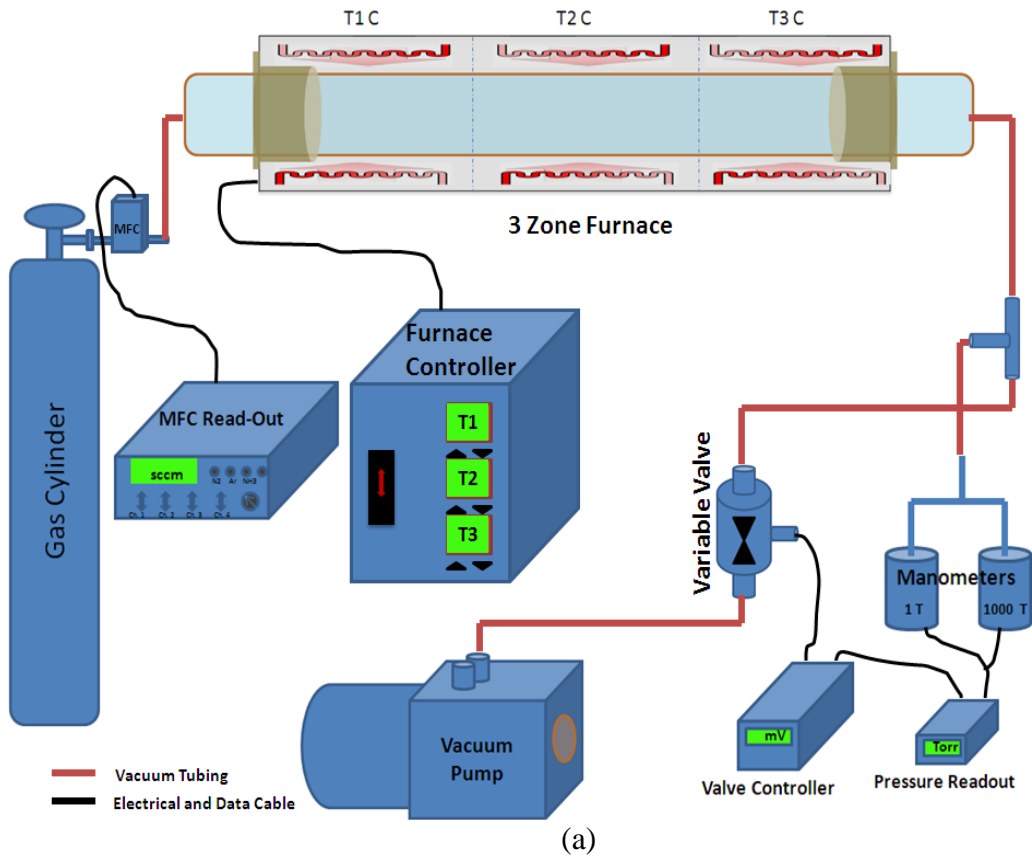 T1 C
T2 C
T3 C
3 Zone Furnace
MFC
Gas Cylinder
Furnace
Controller
T1
T2
T3
MFC Read-Out
sccm
N2 Ar NH3
Ch. 1 Ch. 2 Ch. 3 Ch. 4
Variable Valve
Manometers
1 T
1000 T
Vacuum
Pump
mV
Valve Controller
Torr
Pressure Readout
Vacuum Tubing
Electrical and Data Cable
(a)